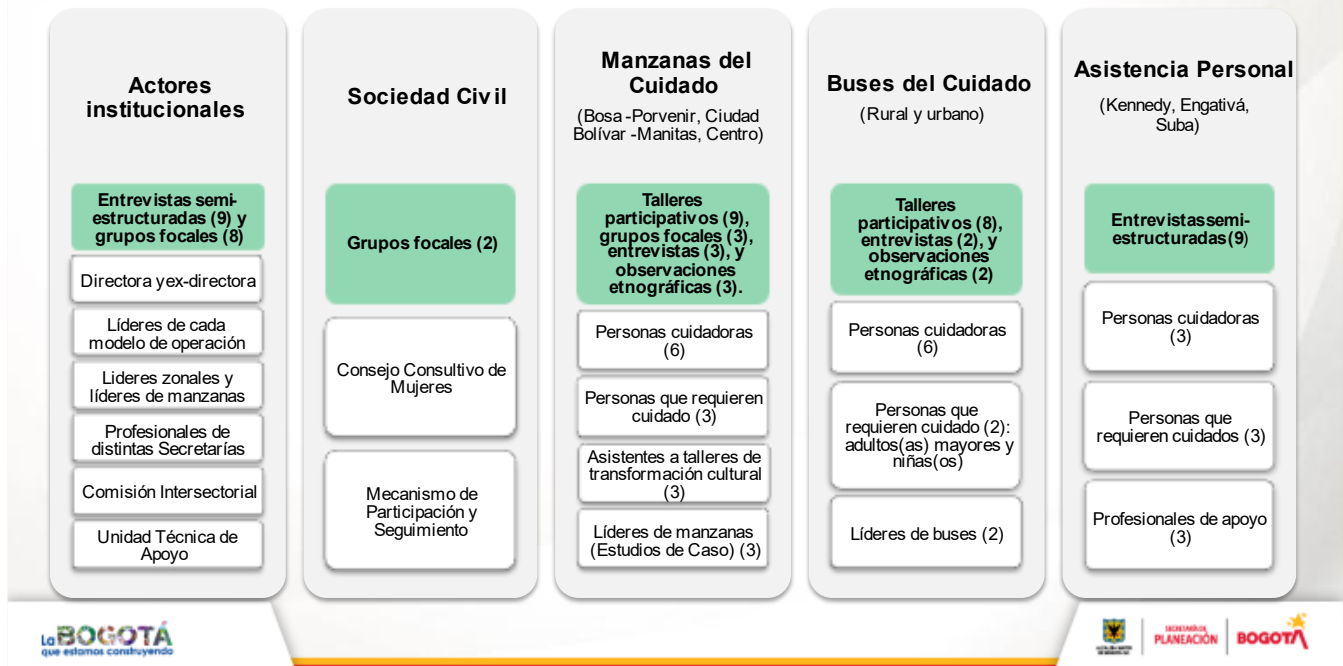 Actores
institucionales
Entrevistas semi-
estructuradas (9) y
grupos focales (8)
Directora yex-directora
Líderes de cada
modelo de operación
Lideres zonales y
líderes de manzanas
Profesionales de
distintas Secretarías
Comisión Intersectorial
Unidad Técnica de
Apoyo
Sociedad Civil
Grupos focales (2)
Consejo Consultivo de
Mujeres
Mecanismo de
Participación y
Seguimiento
Manzanas del
Cuidado
(Bosa -Porvenir, Ciudad
Bolívar -Manitas, Centro)
Talleres
participativos (9),
grupos focales (3),
entrevistas (3), y
observaciones
etnográficas (3).
Personas cuidadoras
(6)
Personas que requieren
cuidado (3)
Asistentes a talleres de
transformación cultural
(3)
Líderes de manzanas
(Estudios de Caso) (3)
Buses del Cuidado
(Rural y urbano)
Talleres
participativos (8),
entrevistas (2), y
observaciones
etnográficas (2)
Personas cuidadoras
(6)
Personas que
requieren cuidado (2):
adultos(as) mayores y
niñas(os)
Líderes de buses (2)
Asistencia Personal
(Kennedy, Engativá,
Suba)
Entrevistassemi-
estructuradas(9)
Personas cuidadoras
(3)
Personas que
requieren cuidados (3)
Profesionales de apoyo
(3)
La BOGOTÁ
que estamos construyendo
SECRETARÍA DE
PLANEACIÓN
BOGOTÁ